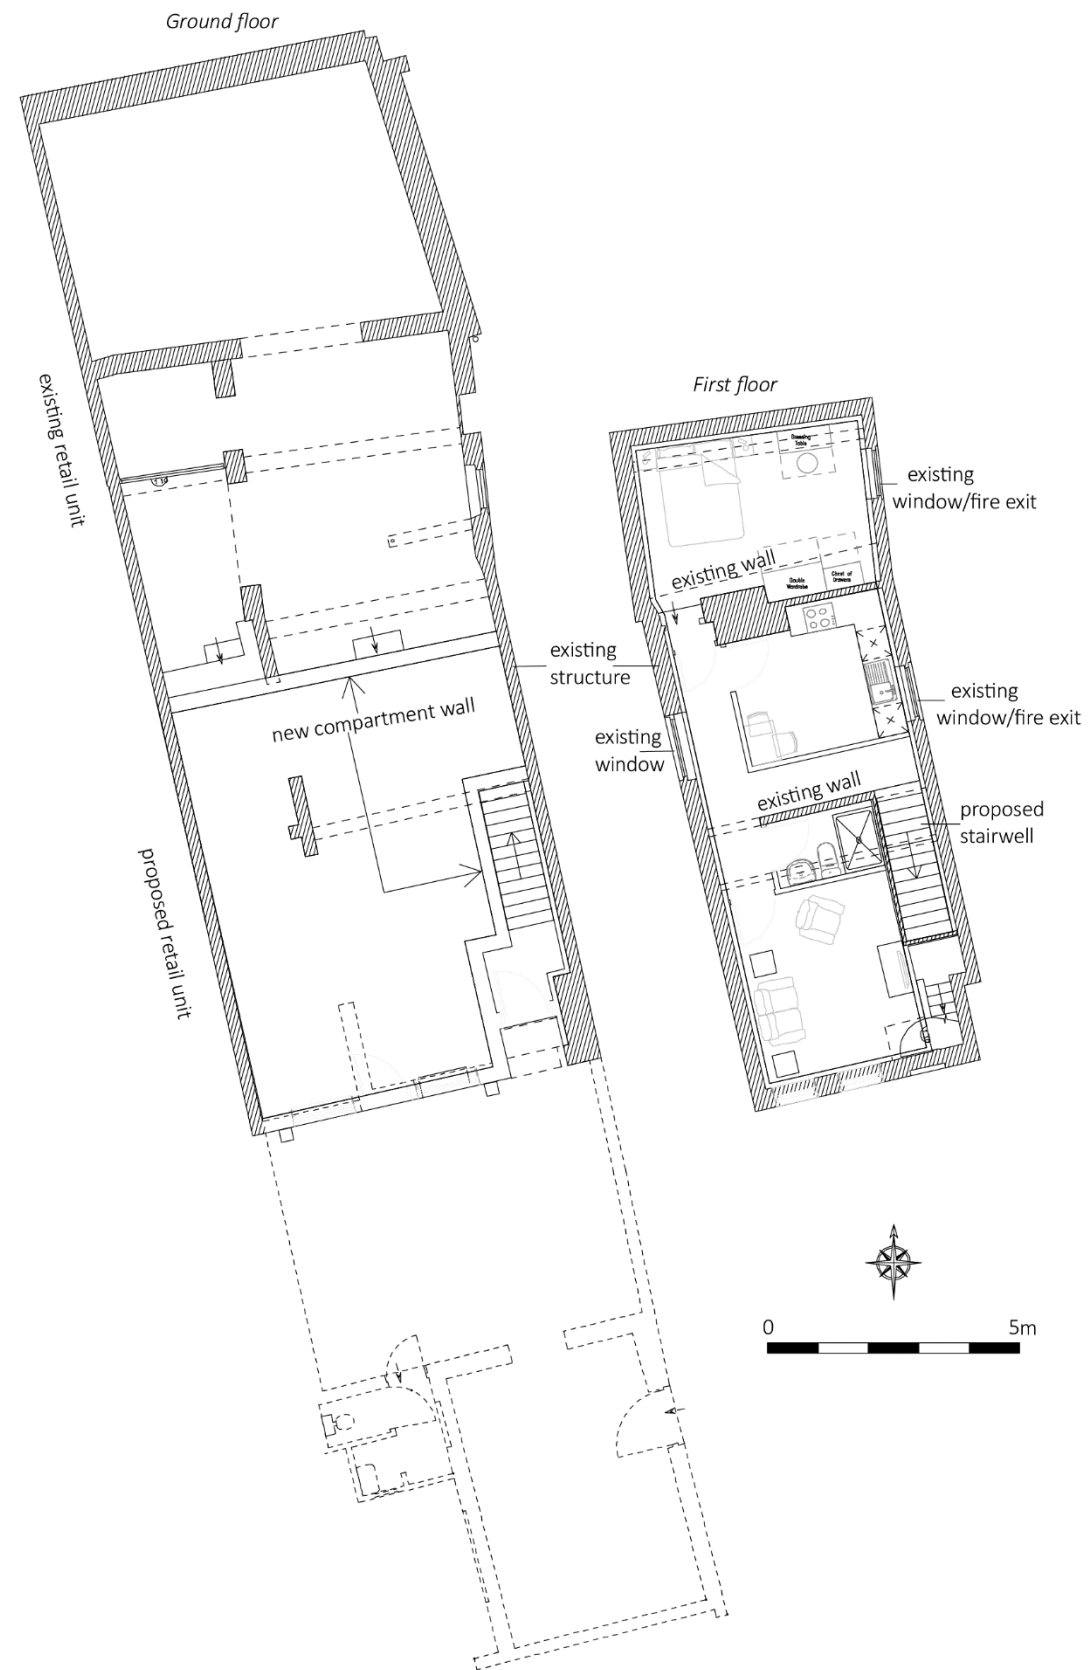 Ground floor
existing retail unit
new compartment wall
proposed retail unit
existing
structure
First floor
Dressing
Table
existing
window/fire exit
existing wall
Double
Wardrobe
Chest of
Drawers
existing
window/fire exit
existing
window
existing wall
proposed
stairwell
0
5m